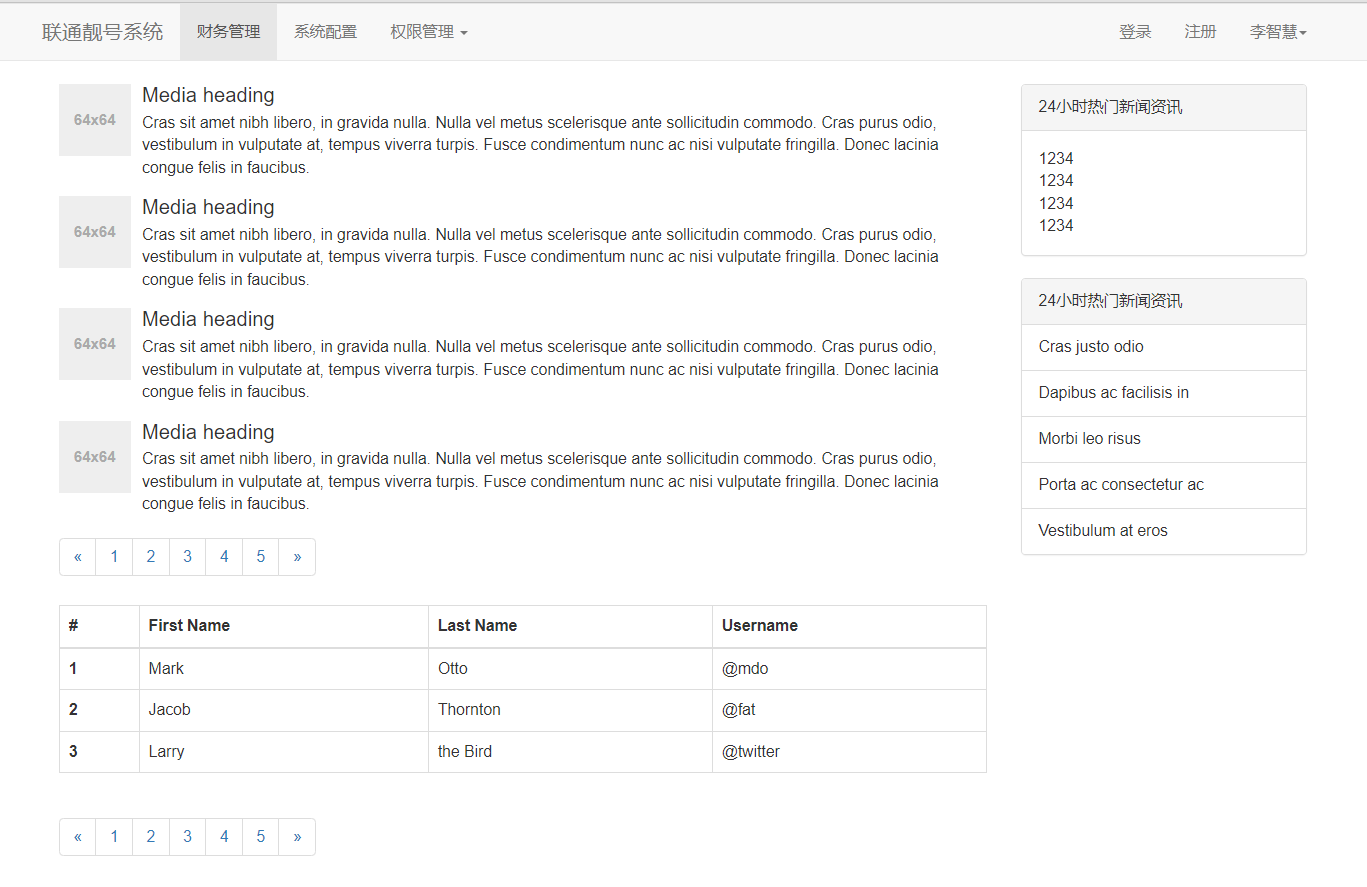 联通靓号系统 财务管理 系统配置 权限管理 登录 注册 李智慧
64x64
Media heading
Cras sit amet nibh libero, in gravida nulla. Nulla vel metus scelerisque ante sollicitudin commodo. Cras purus odio,
vestibulum in vulputate at, tempus viverra turpis. Fusce condimentum nunc ac nisi vulputate fringilla. Donec lacinia
congue felis in faucibus.
64x64
Media heading
Cras sit amet nibh libero, in gravida nulla. Nulla vel metus scelerisque ante sollicitudin commodo. Cras purus odio,
vestibulum in vulputate at, tempus viverra turpis. Fusce condimentum nunc ac nisi vulputate fringilla. Donec lacinia
congue felis in faucibus.
64x64
Media heading
Cras sit amet nibh libero, in gravida nulla. Nulla vel metus scelerisque ante sollicitudin commodo. Cras purus odio,
vestibulum in vulputate at, tempus viverra turpis. Fusce condimentum nunc ac nisi vulputate fringilla. Donec lacinia
congue felis in faucibus.
64x64
Media heading
Cras sit amet nibh libero, in gravida nulla. Nulla vel metus scelerisque ante sollicitudin commodo. Cras purus odio,
vestibulum in vulputate at, tempus viverra turpis. Fusce condimentum nunc ac nisi vulputate fringilla. Donec lacinia
congue felis in faucibus.
« 1 2 3 4 5 »
# First Name Last Name Username
1 Mark Otto @mdo
2 Jacob Thornton @fat
3 Larry the Bird @twitter
« 1 2 3 4 5 »
24小时热门新闻资讯
1234
1234
1234
1234
24小时热门新闻资讯
Cras justo odio
Dapibus ac facilisis in
Morbi leo risus
Porta ac consectetur ac
Vestibulum at eros